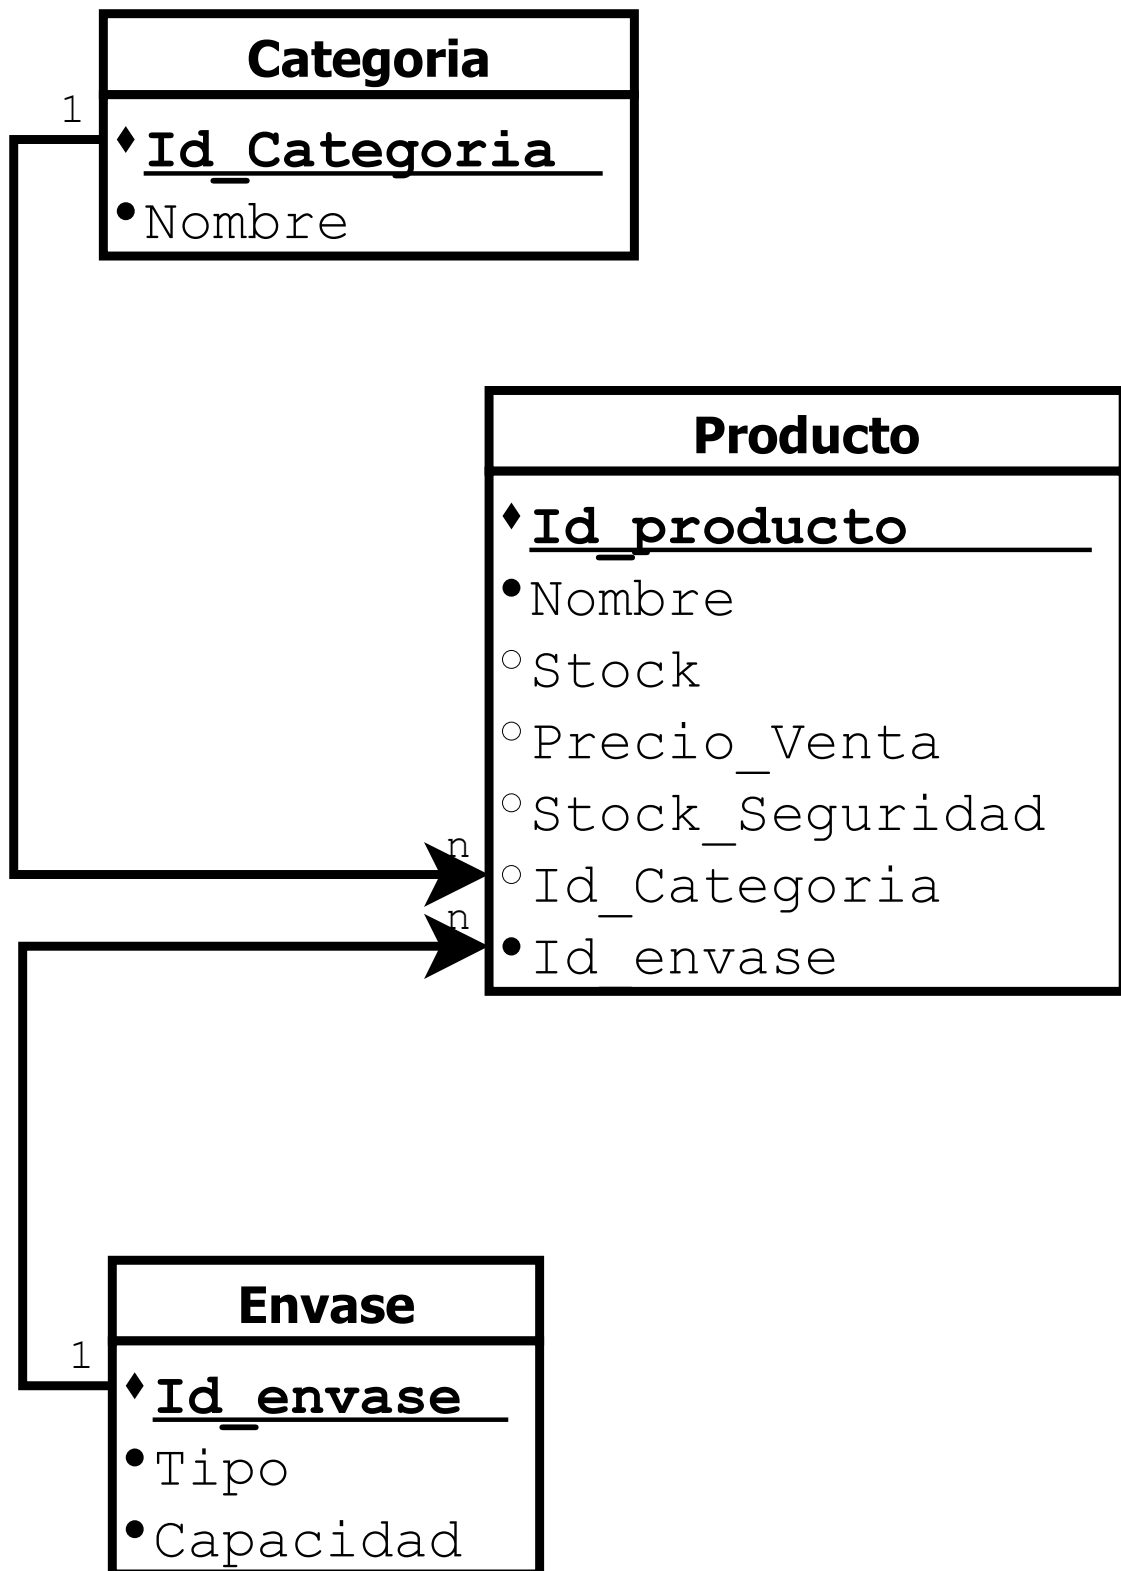 Categoria
1
Id_Categoria
Nombre
Producto
Id_producto
Nombre
Stock
Precio_Venta
Stock_Seguridad
n
Id_Categoria
n
Id_envase
Envase
1
Id_envase
Tipo
Capacidad